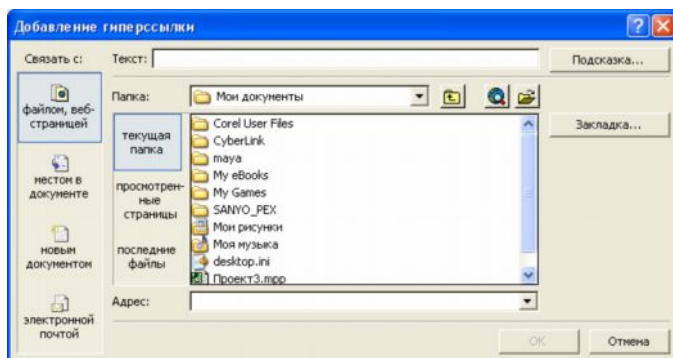 Добавление гиперссылки
Связать с:
Текст:
Подсказка...
файлом, веб-
страницей
Папка:
Мои документы
Закладка...
текущая
папка
просмотрен-
ные
страницы
последние
файлы
Corel User Files
CyberLink
maya
My eBooks
My Games
SANYO_PEX
Мои рисунки
Моя музыка
desktop.ini
Проект3.mpp
местом в
документе
новым
документом
электронной
почтой
Адрес:
OK
Отмена